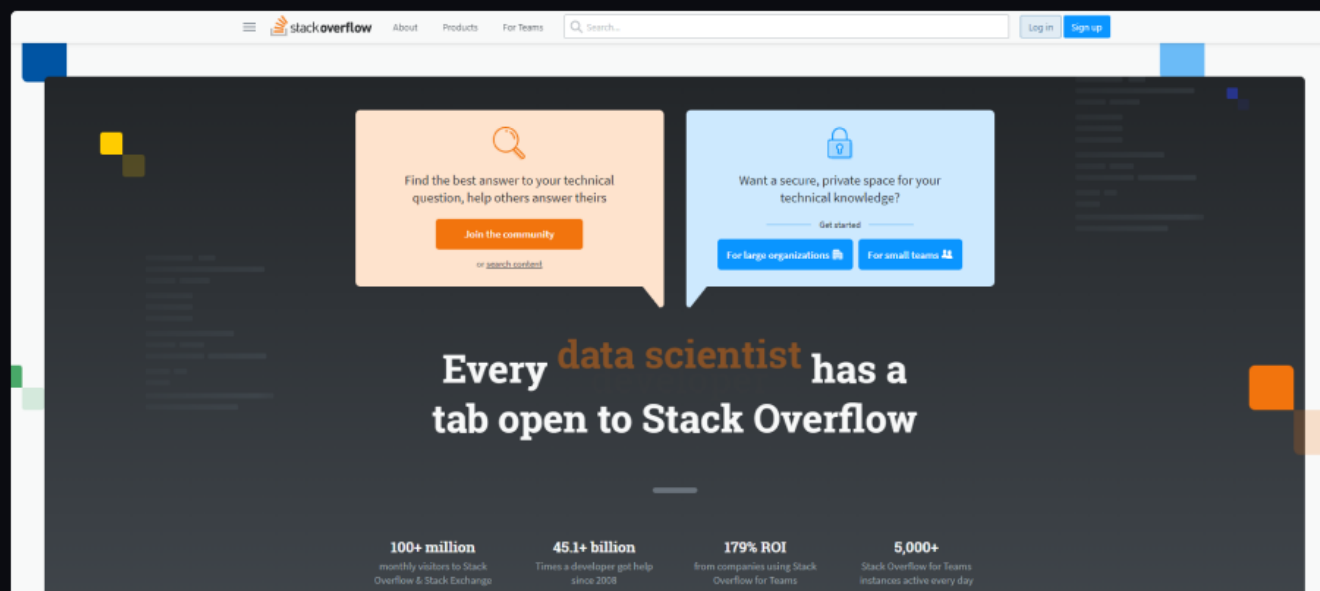 stackoverflow About Products For Teams Search... Log in Sign up
Find the best answer to your technical
question, help others answer theirs
Join the community
or search content
Want a secure, private space for your
technical knowledge?
Get started
For large organizations For small teams
Every data scientist has a
tab open to Stack Overflow
100+ million
monthly visitors to Stack
Overflow & Stack Exchange
45.1+ billion
Times a developer got help
since 2008
179% ROI
from companies using Stack
Overflow for Teams
5,000+
Stack Overflow for Teams
instances active every day